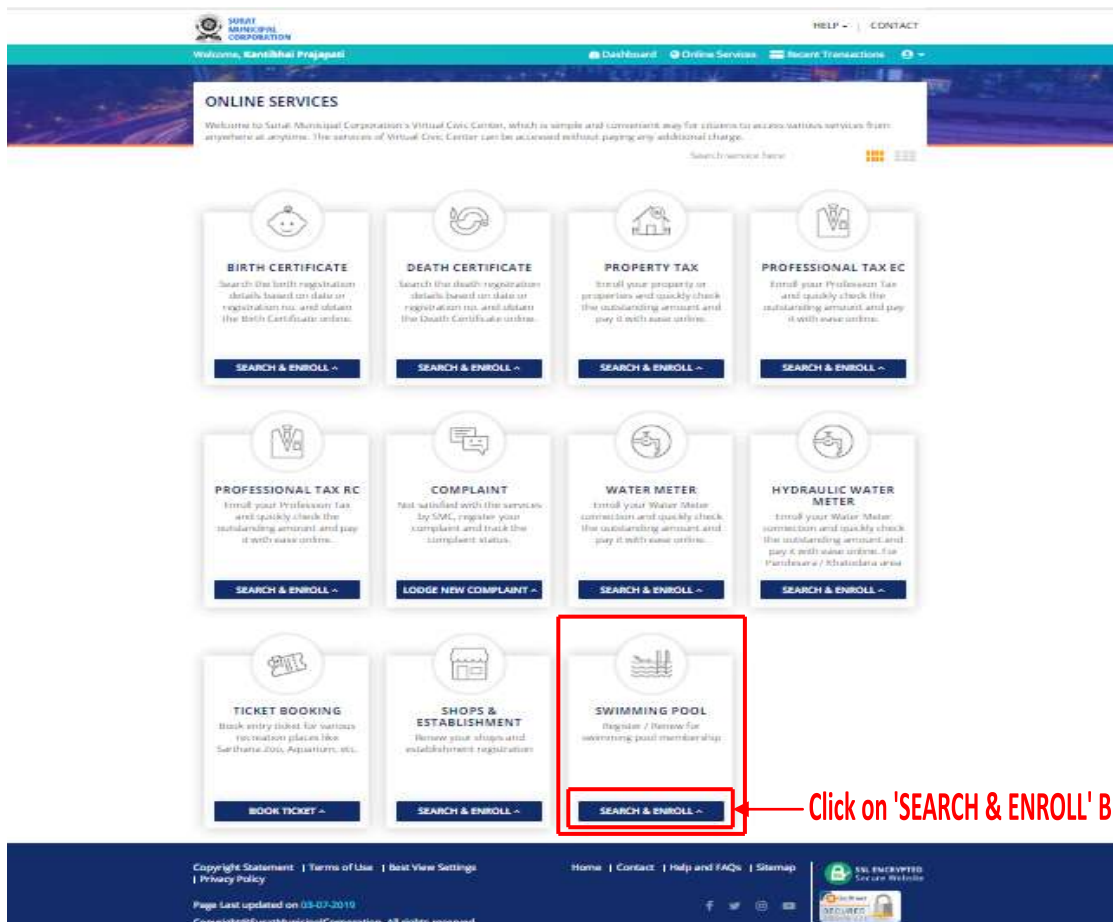 SURAT
MUNICIPAL
CORPORATION
HELP
CONTACT
Welcome, Kantibhai Prajapati
Dashboard
Online Services
Recent Transactions
ONLINE SERVICES
Welcome to Surat Municipal Corporation's Virtual Civic Center, which is simple and convenient way for citizens to access various services from
anywhere at anytime. The services of Virtual Civic Center can be accessed without paying any additional charge.
Search service here
BIRTH CERTIFICATE
Search the birth registration
details based on date or
registration no. and obtain
the Birth Certificate online.
SEARCH & ENROLL
DEATH CERTIFICATE
Search the death registration
details based on date or
registration no. and obtain
the Death Certificate online.
SEARCH & ENROLL
PROPERTY TAX
Enroll your property or
properties and quickly check
the outstanding amount and
pay it with ease online.
SEARCH & ENROLL
PROFESSIONAL TAX EC
Enroll your Profession Tax
and quickly check the
outstanding amount and pay
it with ease online.
SEARCH & ENROLL
PROFESSIONAL TAX RC
Enroll your Profession Tax
and quickly check the
outstanding amount and pay
it with ease online.
SEARCH & ENROLL
COMPLAINT
Not satisfied with the services
by SMC, register your
complaint and track the
complaint status.
LODGE NEW COMPLAINT
WATER METER
Enroll your Water Meter
connection and quickly check
the outstanding amount and
pay it with ease online.
SEARCH & ENROLL
HYDRAULIC WATER
METER
Enroll your Water Meter
connection and quickly check
the outstanding amount and
pay it with ease online. For
Pandesara / Khatodara area
SEARCH & ENROLL
TICKET BOOKING
Book entry ticket for various
recreation places like
Sarthana Zoo, Aquarium, etc.
BOOK TICKET
SHOPS &
ESTABLISHMENT
Renew your shops and
establishment registration
SEARCH & ENROLL
SWIMMING POOL
Register / Renew for
swimming pool membership
SEARCH & ENROLL
Click on 'SEARCH & ENROLL' B
Copyright Statement | Terms of Use | Best View Settings
| Privacy Policy
Home | Contact | Help and FAQs | Sitemap
SSL ENCRYPTED
Secure Website
Page Last updated on 03-07-2019
SECURED
Copyright@SuratMunicipalCorporation. All rights reserved